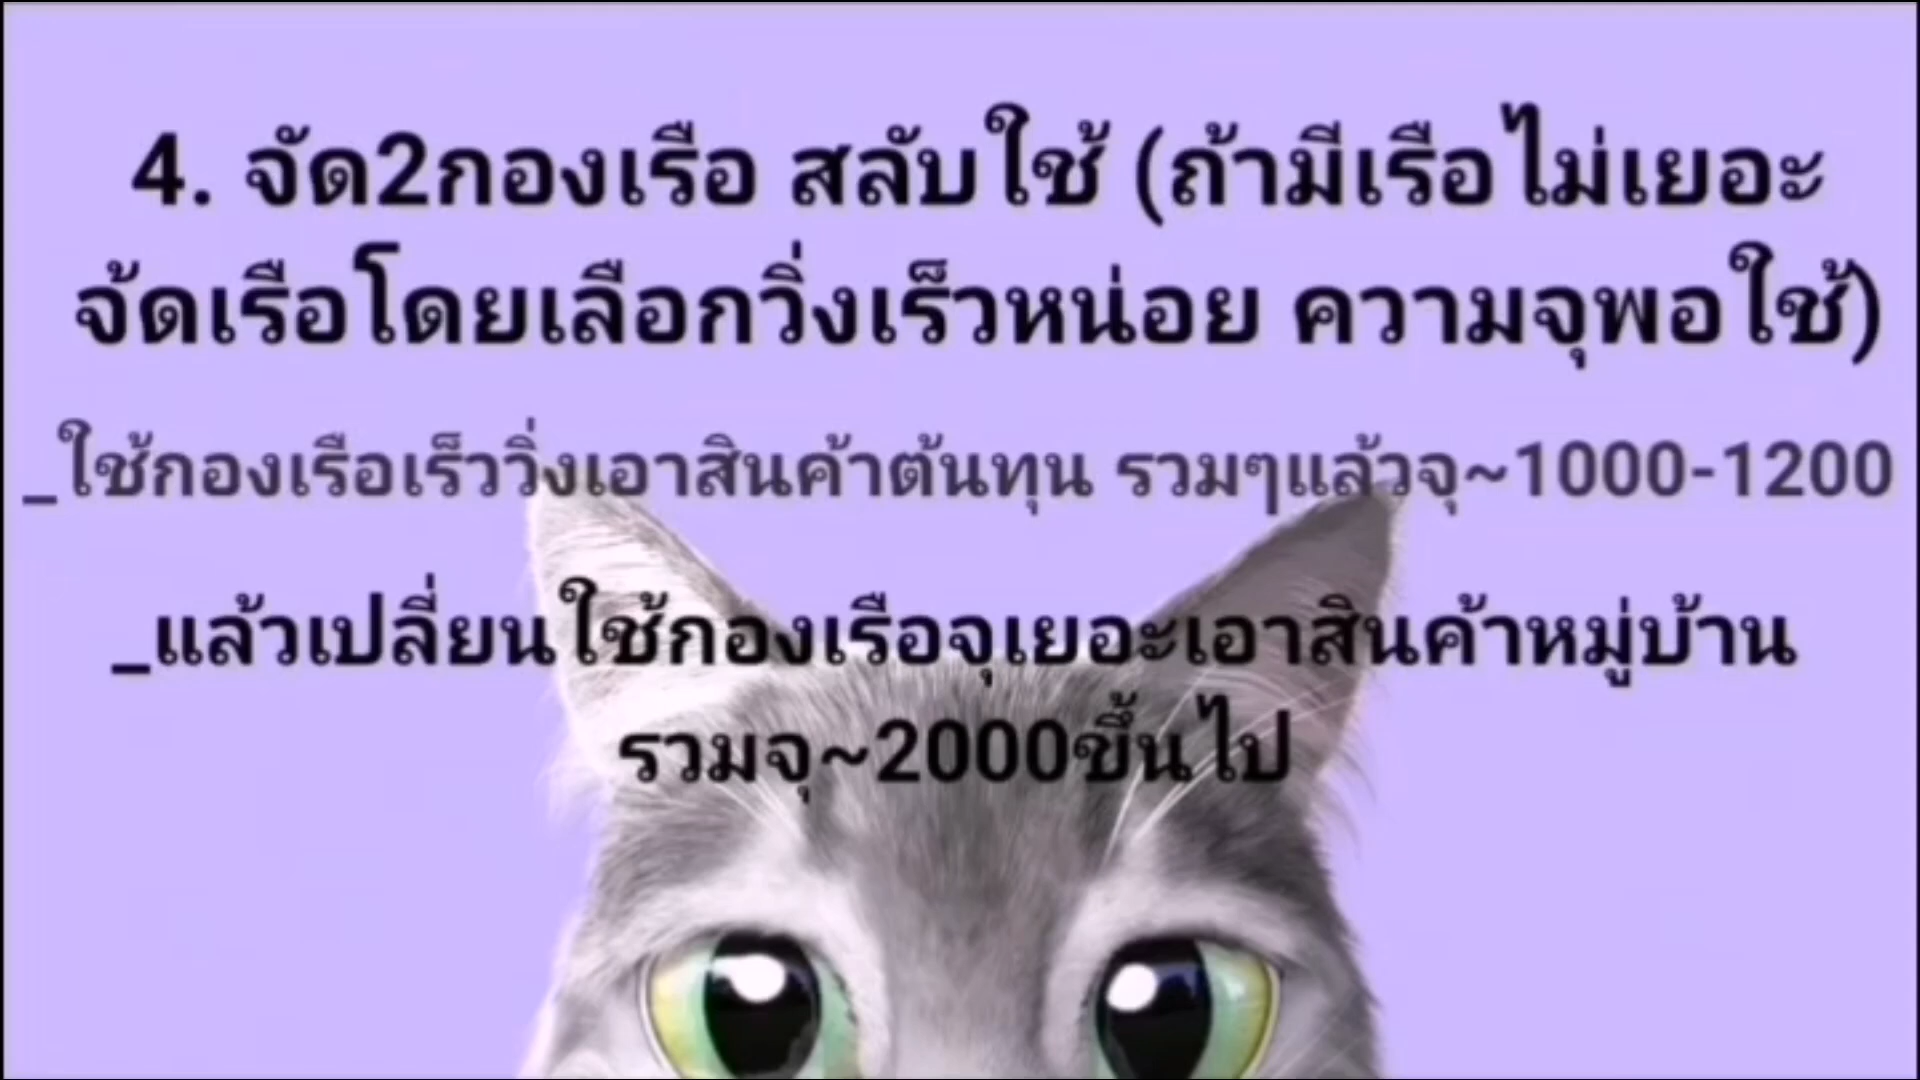 4. จัด2กองเรือ สลับใช้ (ถ้ามีเรือไม่เยอะ
จัดเรือโดยเลือกวิ่งเร็วหน่อย ความจุพอใช้)
_ใช้กองเรือเร็ววิ่งเอาสินค้าต้นทุน รวมๆแล้วจุ~1000-1200
_แล้วเปลี่ยนใช้กองเรือจุเยอะเอาสินค้าหมู่บ้าน
รวมจุ~2000ขึ้นไป